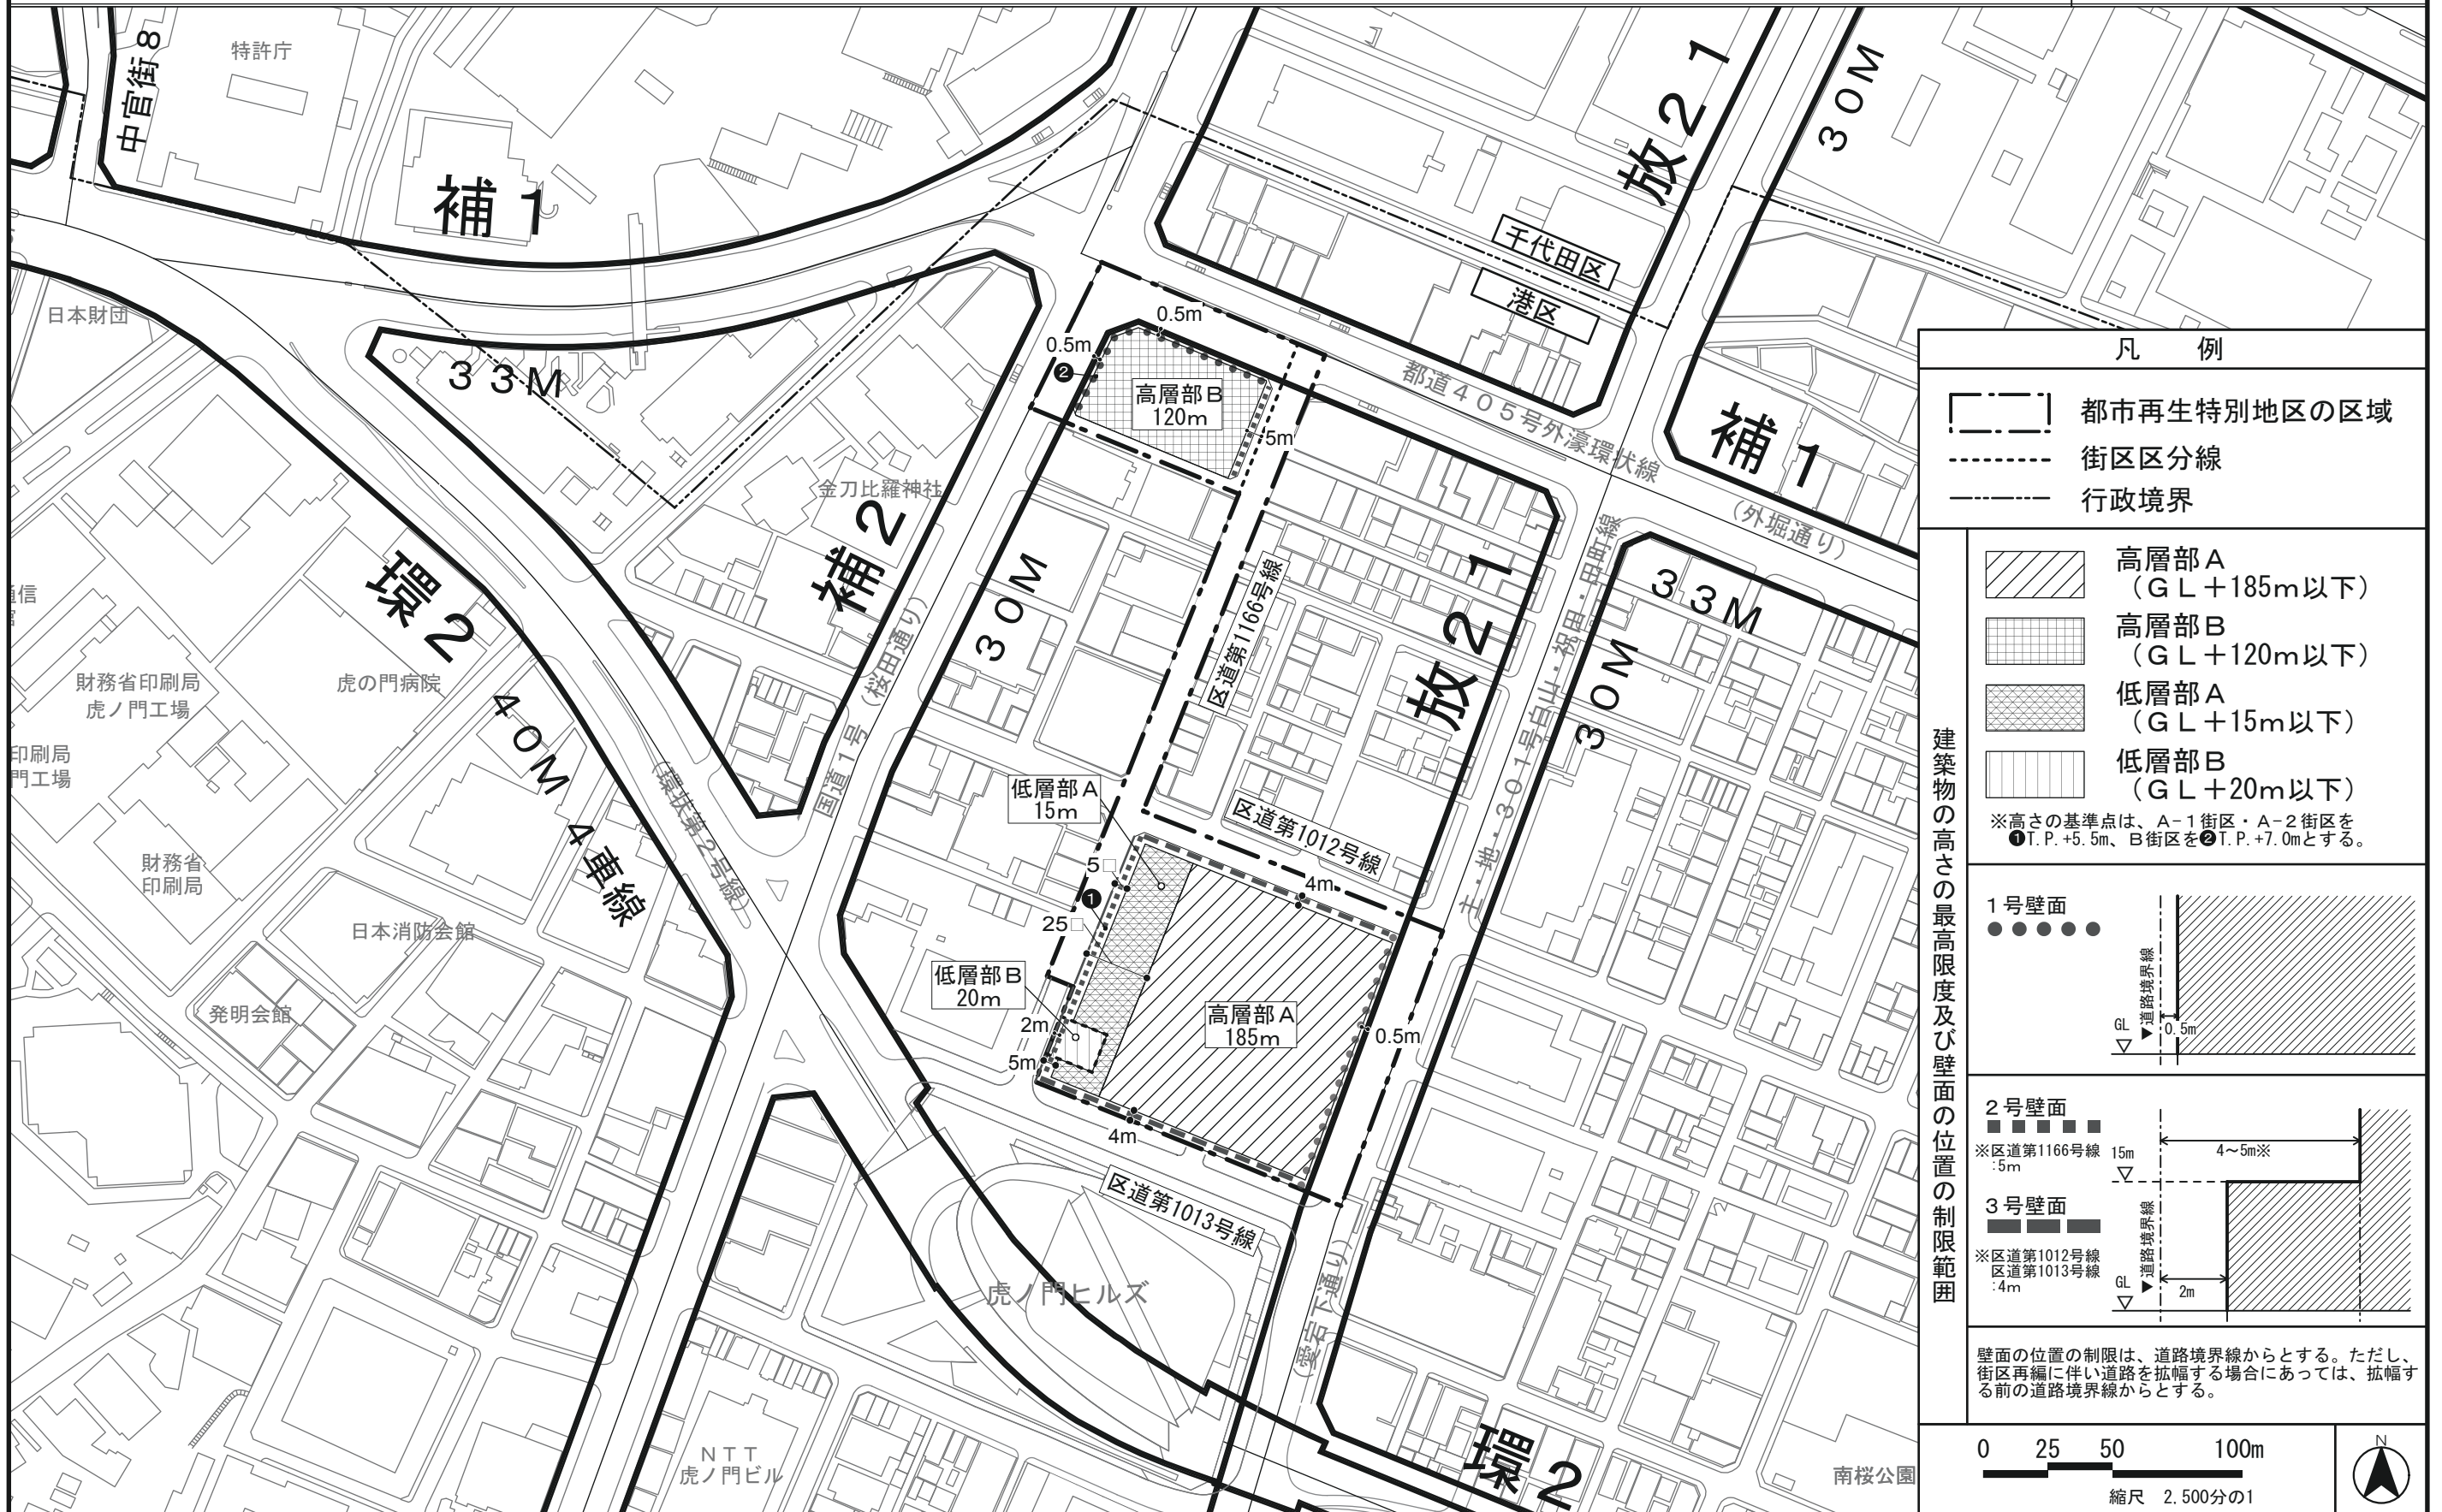 特許庁
中官街8
補1
放21
30M
千代田区
港区
日本財団
33M
0.5m
0.5m
❷
高層部B
120m
5m
都道405号外濠環状線
(外堀通り)
補1
金刀比羅神社
補2
環2
30M
区道第1166号線
放21
33M
30M
主・地・301号白山・祝田・田町線
財務省印刷局
虎ノ門工場
虎の門病院
40M
4車線
印刷局
門工場
(環状第2号線)
国道1号(桜田通り)
低層部A
15m
区道第1012号線
5□
❶
4m
25□
財務省
印刷局
日本消防会館
発明会館
低層部B
20m
2m
5m
高層部A
185m
0.5m
4m
区道第1013号線
虎ノ門ヒルズ
(愛宕下通り)
NTT
虎ノ門ビル
環2
南桜公園
凡 例
都市再生特別地区の区域
街区区分線
行政境界
建築物の高さの最高限度及び壁面の位置の制限範囲
高層部A
(GL+185m以下)
高層部B
(GL+120m以下)
低層部A
(GL+15m以下)
低層部B
(GL+20m以下)
※高さの基準点は、A-1街区・A-2街区を
❶T.P.+5.5m、B街区を❷T.P.+7.0mとする。
1号壁面
▼道路境界線
GL
0.5m
2号壁面
※区道第1166号線
:5m
15m
4~5m※
3号壁面
※区道第1012号線
区道第1013号線
:4m
▼道路境界線
GL
2m
壁面の位置の制限は、道路境界線からとする。ただし、
街区再編に伴い道路を拡幅する場合にあっては、拡幅す
る前の道路境界線からとする。
0 25 50 100m
縮尺 2,500分の1
N